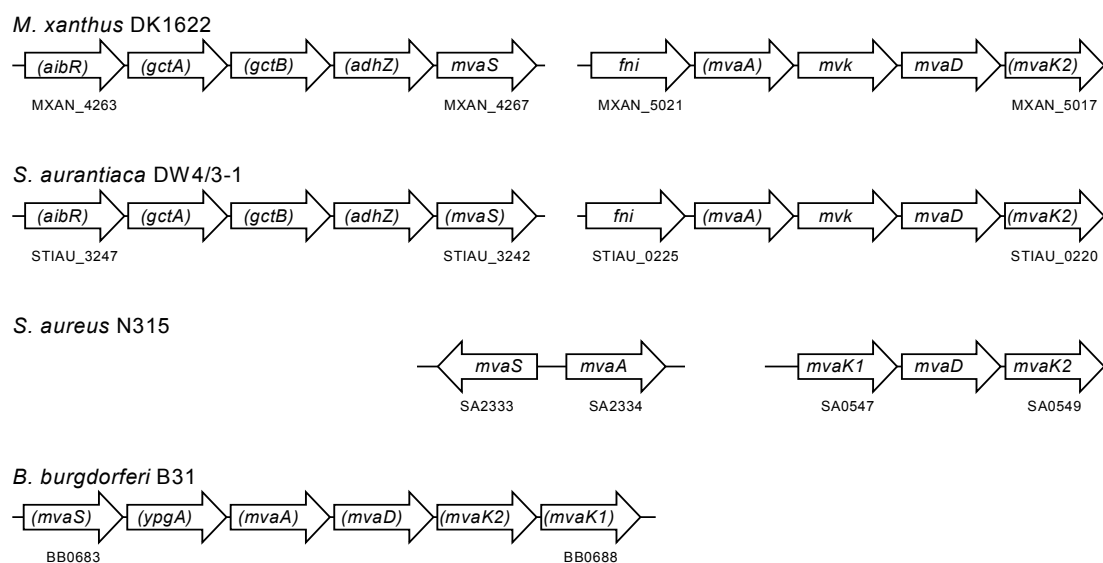 M. xanthus DK1622
(aibR) (gctA) (gctB) (adhZ) mvaS fni (mvaA) mvk mvaD (mvaK2)
MXAN_4263 MXAN_4267 MXAN_5021 MXAN_5017
S. aurantiaca DW4/3-1
(aibR) (gctA) (gctB) (adhZ) (mvaS) fni (mvaA) mvk mvaD (mvaK2)
STIAU_3247 STIAU_3242 STIAU_0225 STIAU_0220
S. aureus N315
mvaS mvaA mvaK1 mvaD mvaK2
SA2333 SA2334 SA0547 SA0549
B. burgdorferi B31
(mvaS) (ypgA) (mvaA) (mvaD) (mvaK2) (mvaK1)
BB0683 BB0688